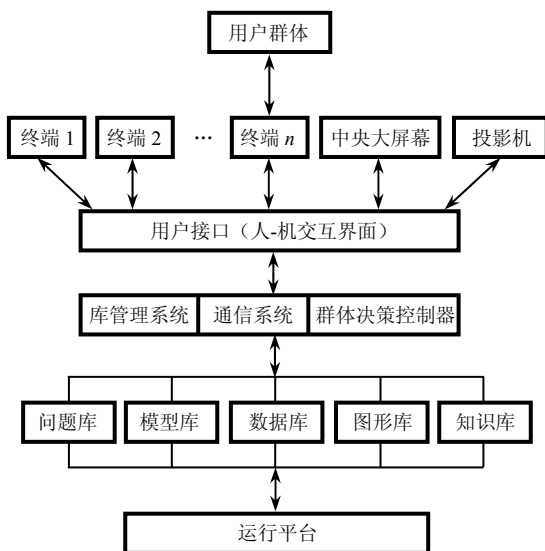 用户群体
终端 1 终端 2 … 终端 n 中央大屏幕 投影机
用户接口（人-机交互界面）
库管理系统 通信系统 群体决策控制器
问题库 模型库 数据库 图形库 知识库
运行平台